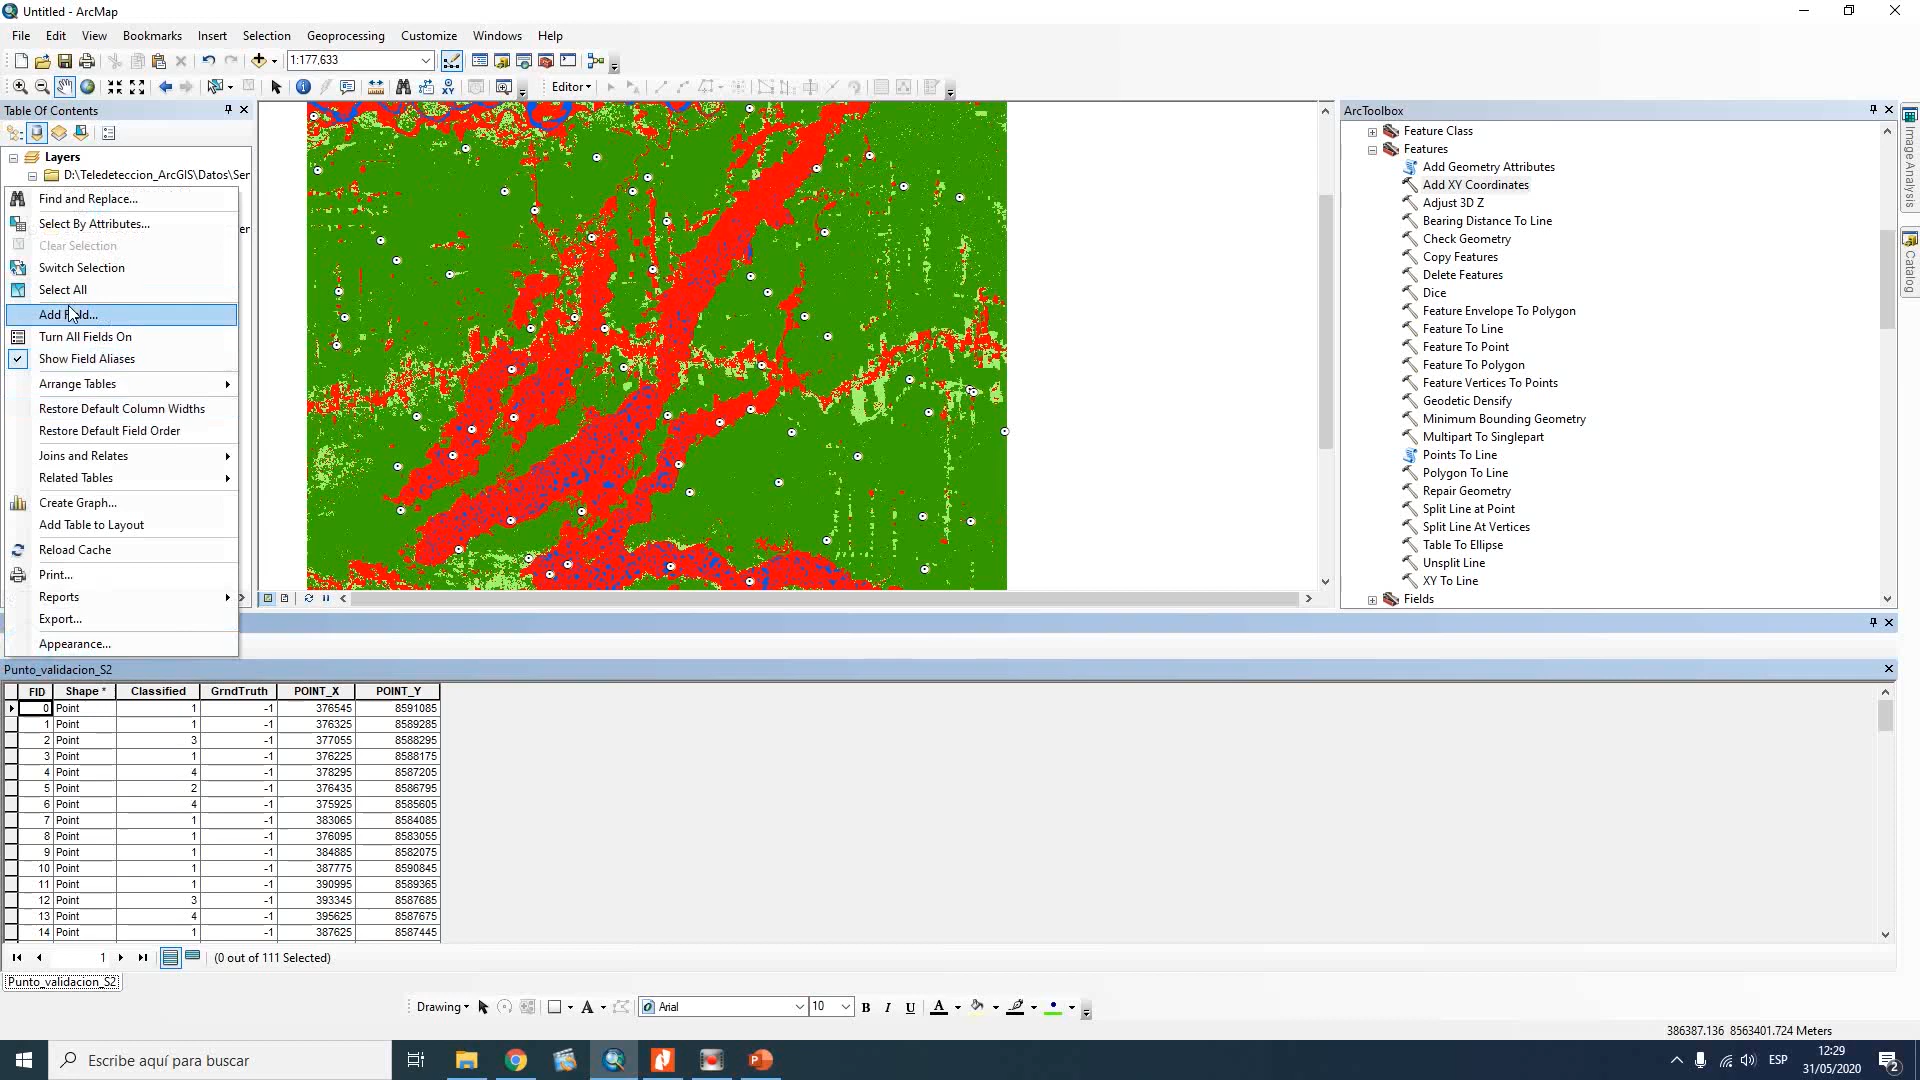 Untitled - ArcMap
File Edit View Bookmarks Insert Selection Geoprocessing Customize Windows Help
1:177,633
Editor
Table Of Contents
ArcToolbox
Layers
D:\Teledeteccion_ArcGIS\Datos\Ser
Find and Replace...
Select By Attributes...
Clear Selection
Switch Selection
Select All
Add Field...
Turn All Fields On
Show Field Aliases
Arrange Tables
Restore Default Column Widths
Restore Default Field Order
Joins and Relates
Related Tables
Create Graph...
Add Table to Layout
Reload Cache
Print...
Reports
Export...
Appearance...
Feature Class
Features
Add Geometry Attributes
Add XY Coordinates
Adjust 3D Z
Bearing Distance To Line
Check Geometry
Copy Features
Delete Features
Dice
Feature Envelope To Polygon
Feature To Line
Feature To Point
Feature To Polygon
Feature Vertices To Points
Geodetic Densify
Minimum Bounding Geometry
Multipart To Singlepart
Points To Line
Polygon To Line
Repair Geometry
Split Line at Point
Split Line At Vertices
Table To Ellipse
Unsplit Line
XY To Line
Fields
Image Analysis
Catalog
Punto_validacion_S2
FID Shape * Classified GrndTruth POINT_X POINT_Y
0 Point 1 -1 376545 8591085
1 Point 1 -1 376325 8589285
2 Point 3 -1 377055 8588295
3 Point 1 -1 376225 8588175
4 Point 4 -1 378295 8587205
5 Point 2 -1 376435 8586795
6 Point 4 -1 375925 8585605
7 Point 1 -1 383065 8584085
8 Point 1 -1 376095 8583055
9 Point 1 -1 384885 8582075
10 Point 1 -1 387775 8590845
11 Point 1 -1 390995 8589365
12 Point 3 -1 393345 8587685
13 Point 4 -1 395625 8587675
14 Point 1 -1 387625 8587445
1 (0 out of 111 Selected)
Punto_validacion_S2
Drawing A Arial 10 B I U A
386387.136 8563401.724 Meters
Escribe aquí para buscar
ESP
12:29
31/05/2020
2